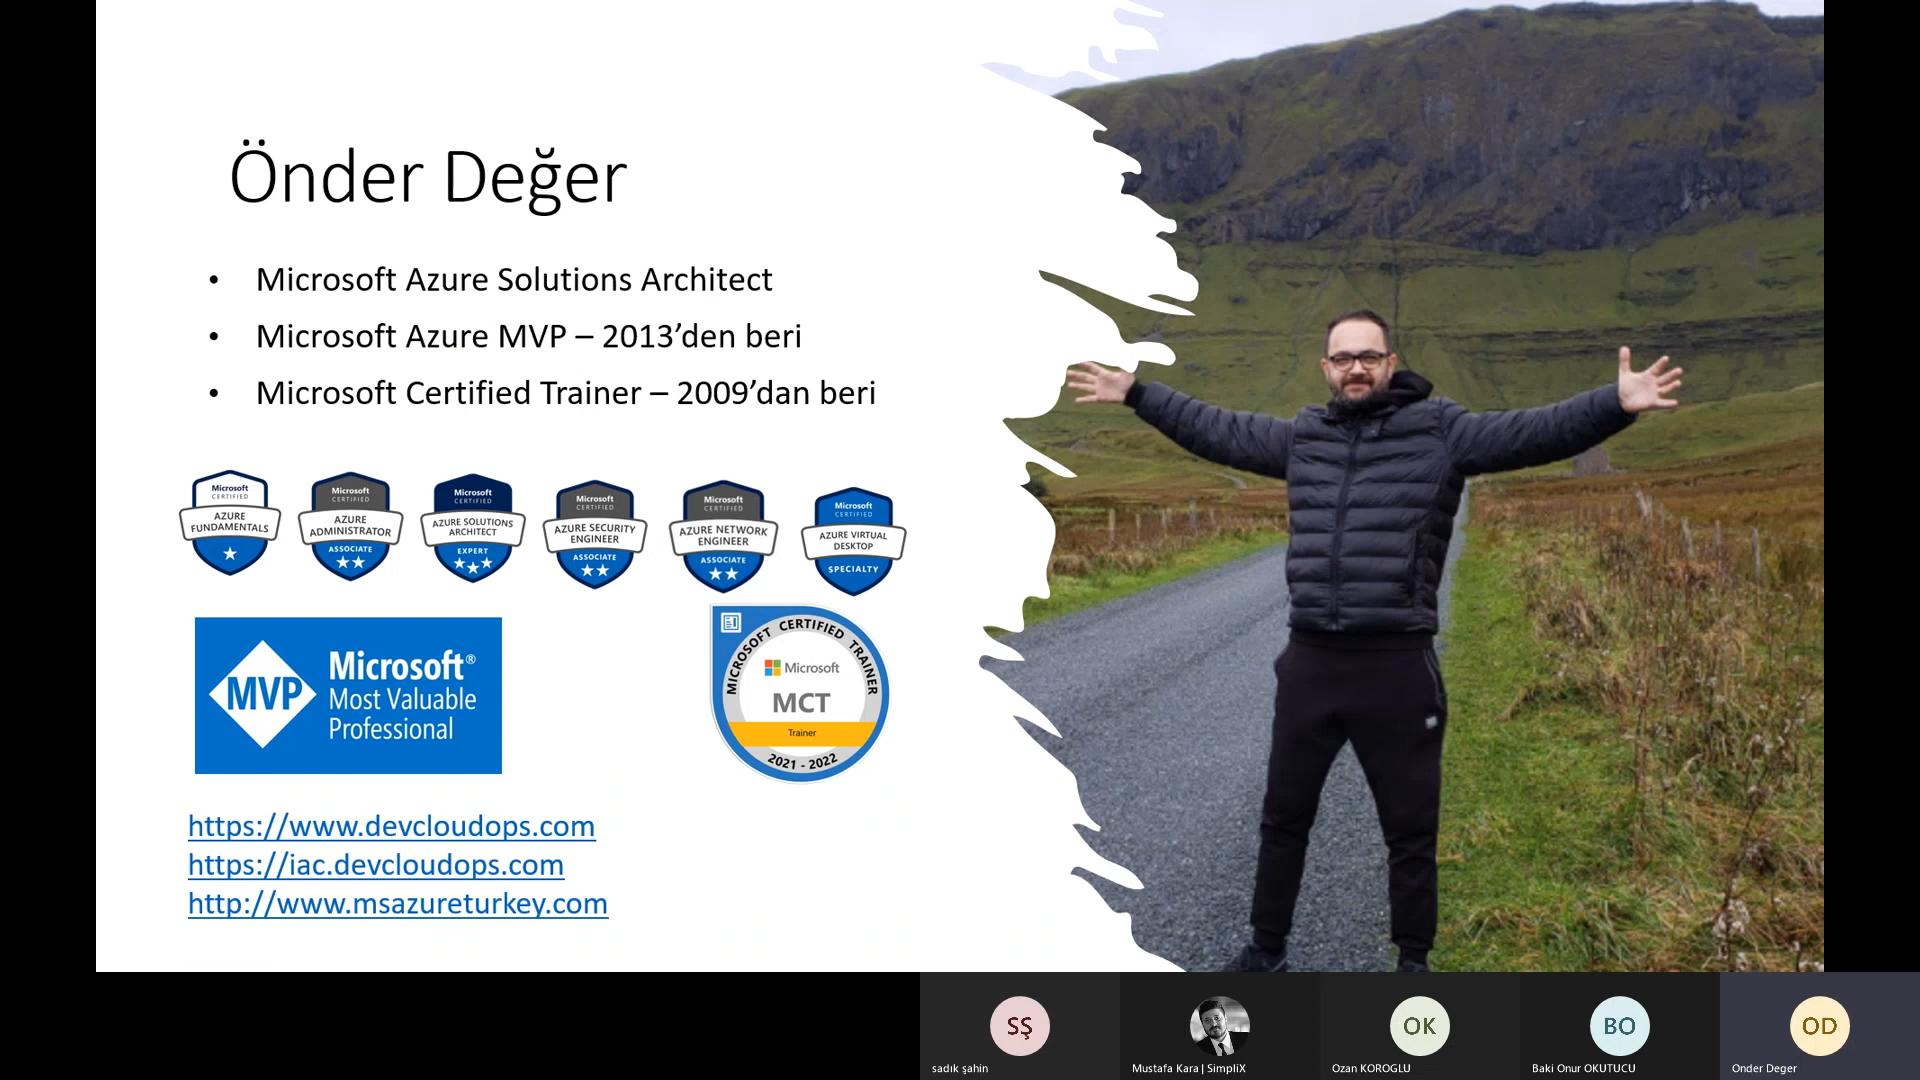 Önder Değer
• Microsoft Azure Solutions Architect
• Microsoft Azure MVP – 2013’den beri
• Microsoft Certified Trainer – 2009’dan beri
Microsoft
CERTIFIED
AZURE
FUNDAMENTALS
Microsoft
CERTIFIED
AZURE
ADMINISTRATOR
ASSOCIATE
Microsoft
CERTIFIED
AZURE SOLUTIONS
ARCHITECT
EXPERT
Microsoft
CERTIFIED
AZURE SECURITY
ENGINEER
ASSOCIATE
Microsoft
CERTIFIED
AZURE NETWORK
ENGINEER
ASSOCIATE
Microsoft
CERTIFIED
AZURE VIRTUAL
DESKTOP
SPECIALTY
MVP
Microsoft®
Most Valuable
Professional
MICROSOFT CERTIFIED TRAINER
Microsoft
MCT
Trainer
2021 - 2022
https://www.devcloudops.com
https://iac.devcloudops.com
http://www.msazureturkey.com
SŞ
OK
BO
OD
sadık şahin
Mustafa Kara | SimpliX
Ozan KOROGLU
Baki Onur OKUTUCU
Onder Deger